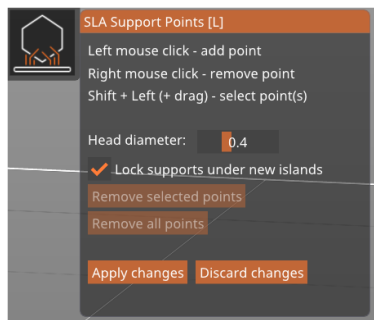 SLA Support Points [L]
Left mouse click - add point
Right mouse click - remove point
Shift + Left (+ drag) - select point(s)
Head diameter: 0.4
Lock supports under new islands
Remove selected points
Remove all points
Apply changes Discard changes